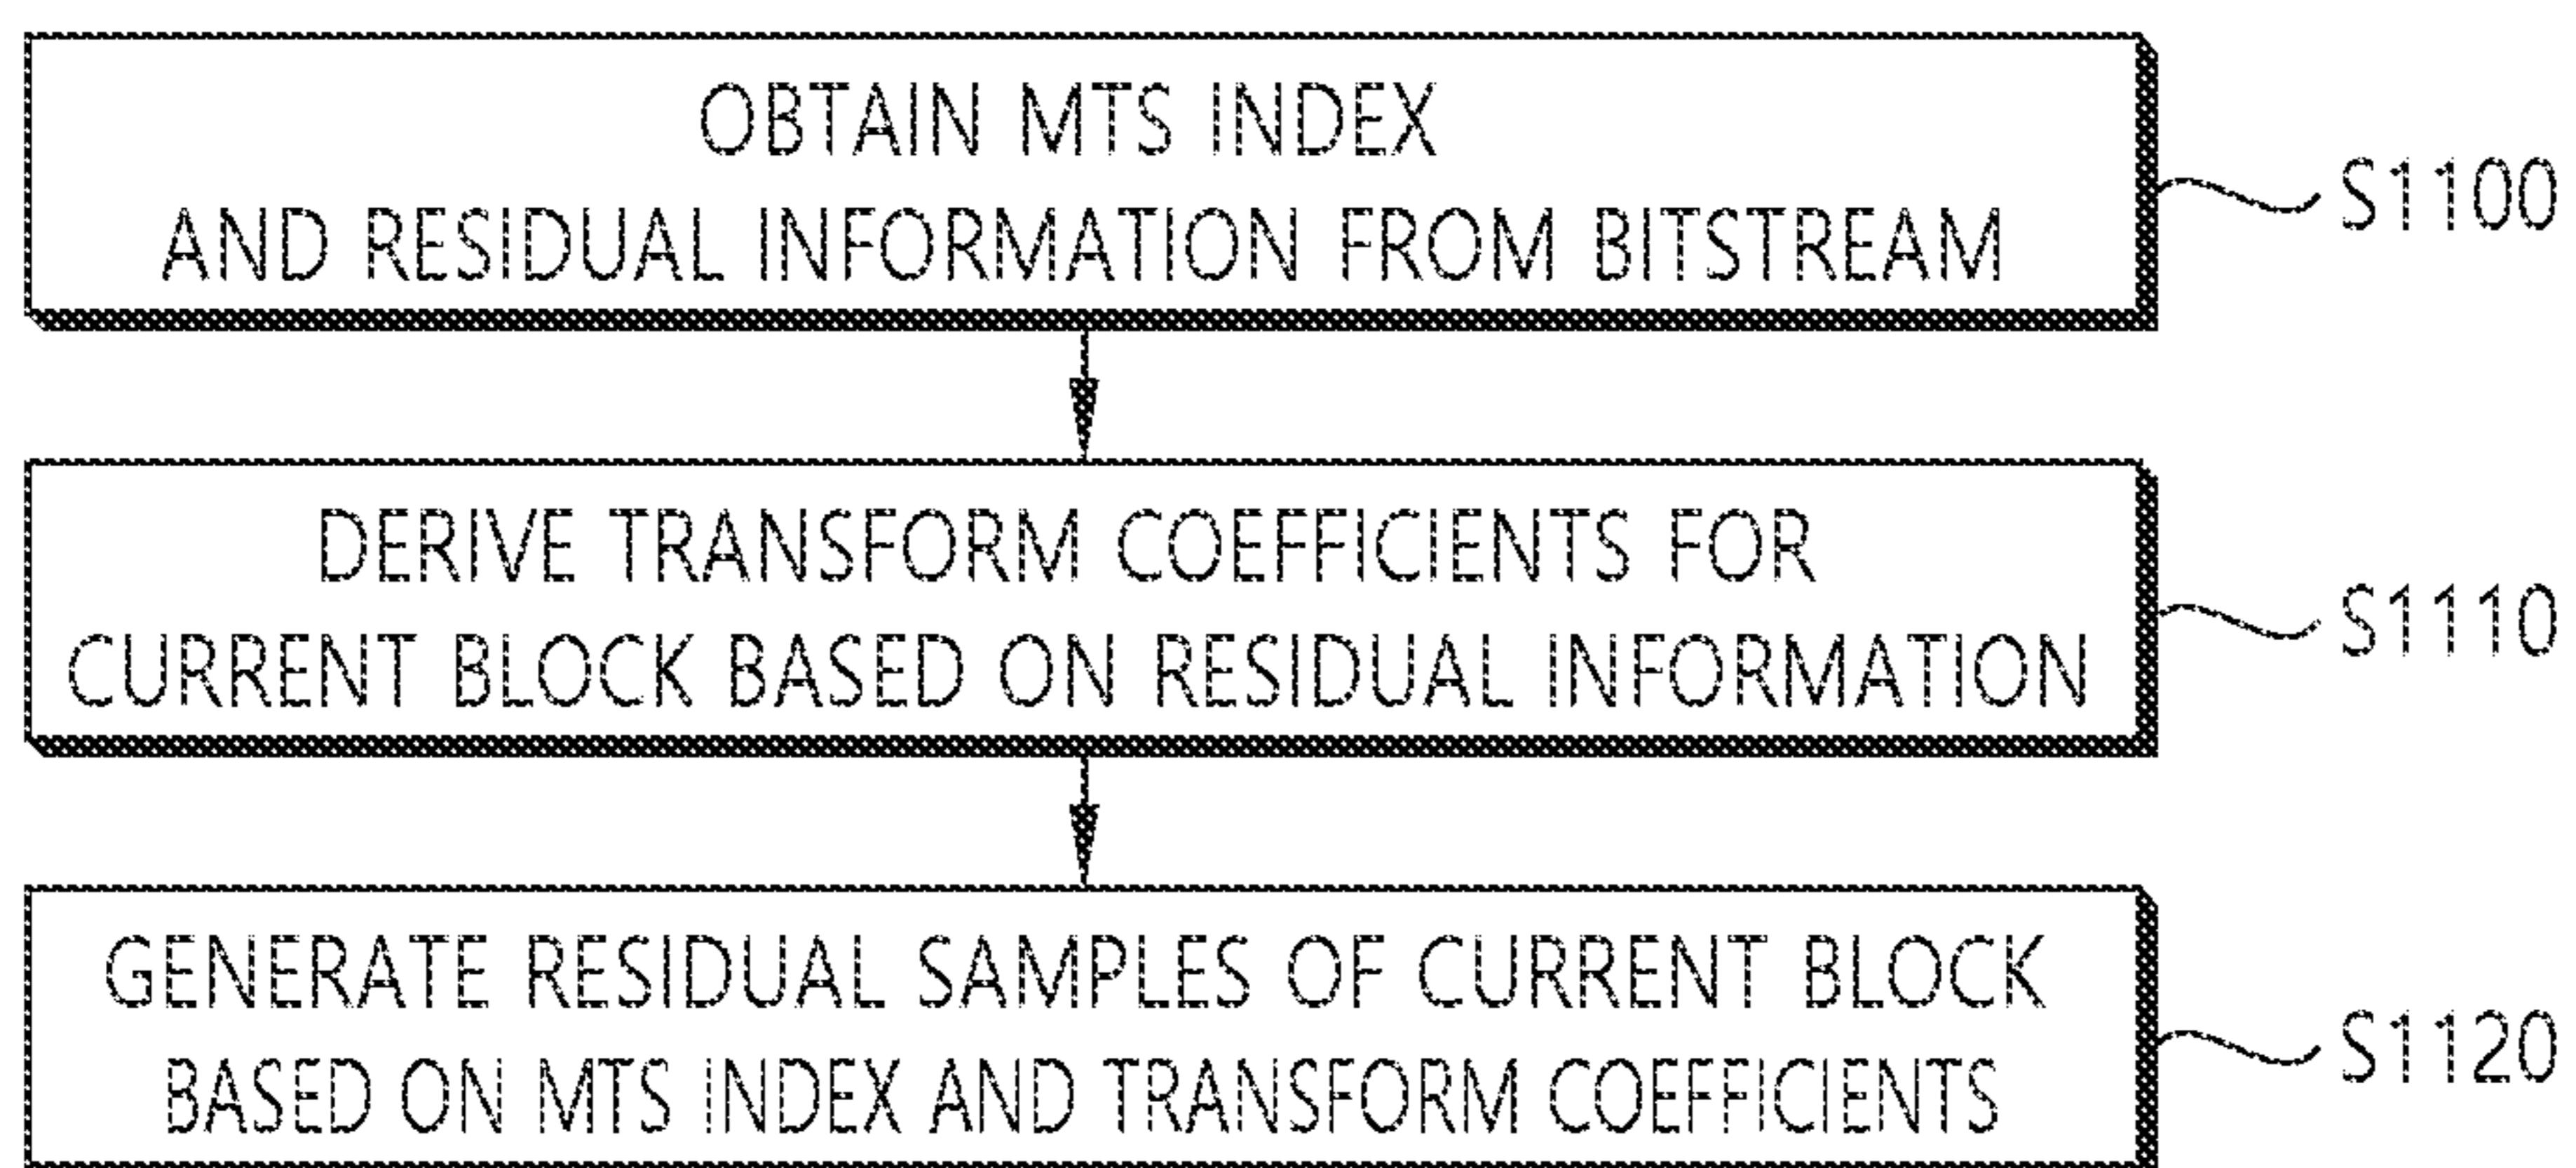 OBTAIN MTS INDEX
AND RESIDUAL INFORMATION FROM BITSTREAM
S1100
DERIVE TRANSFORM COEFFICIENTS FOR
CURRENT BLOCK BASED ON RESIDUAL INFORMATION
S1110
GENERATE RESIDUAL SAMPLES OF CURRENT BLOCK
BASED ON MTS INDEX AND TRANSFORM COEFFICIENTS
S1120